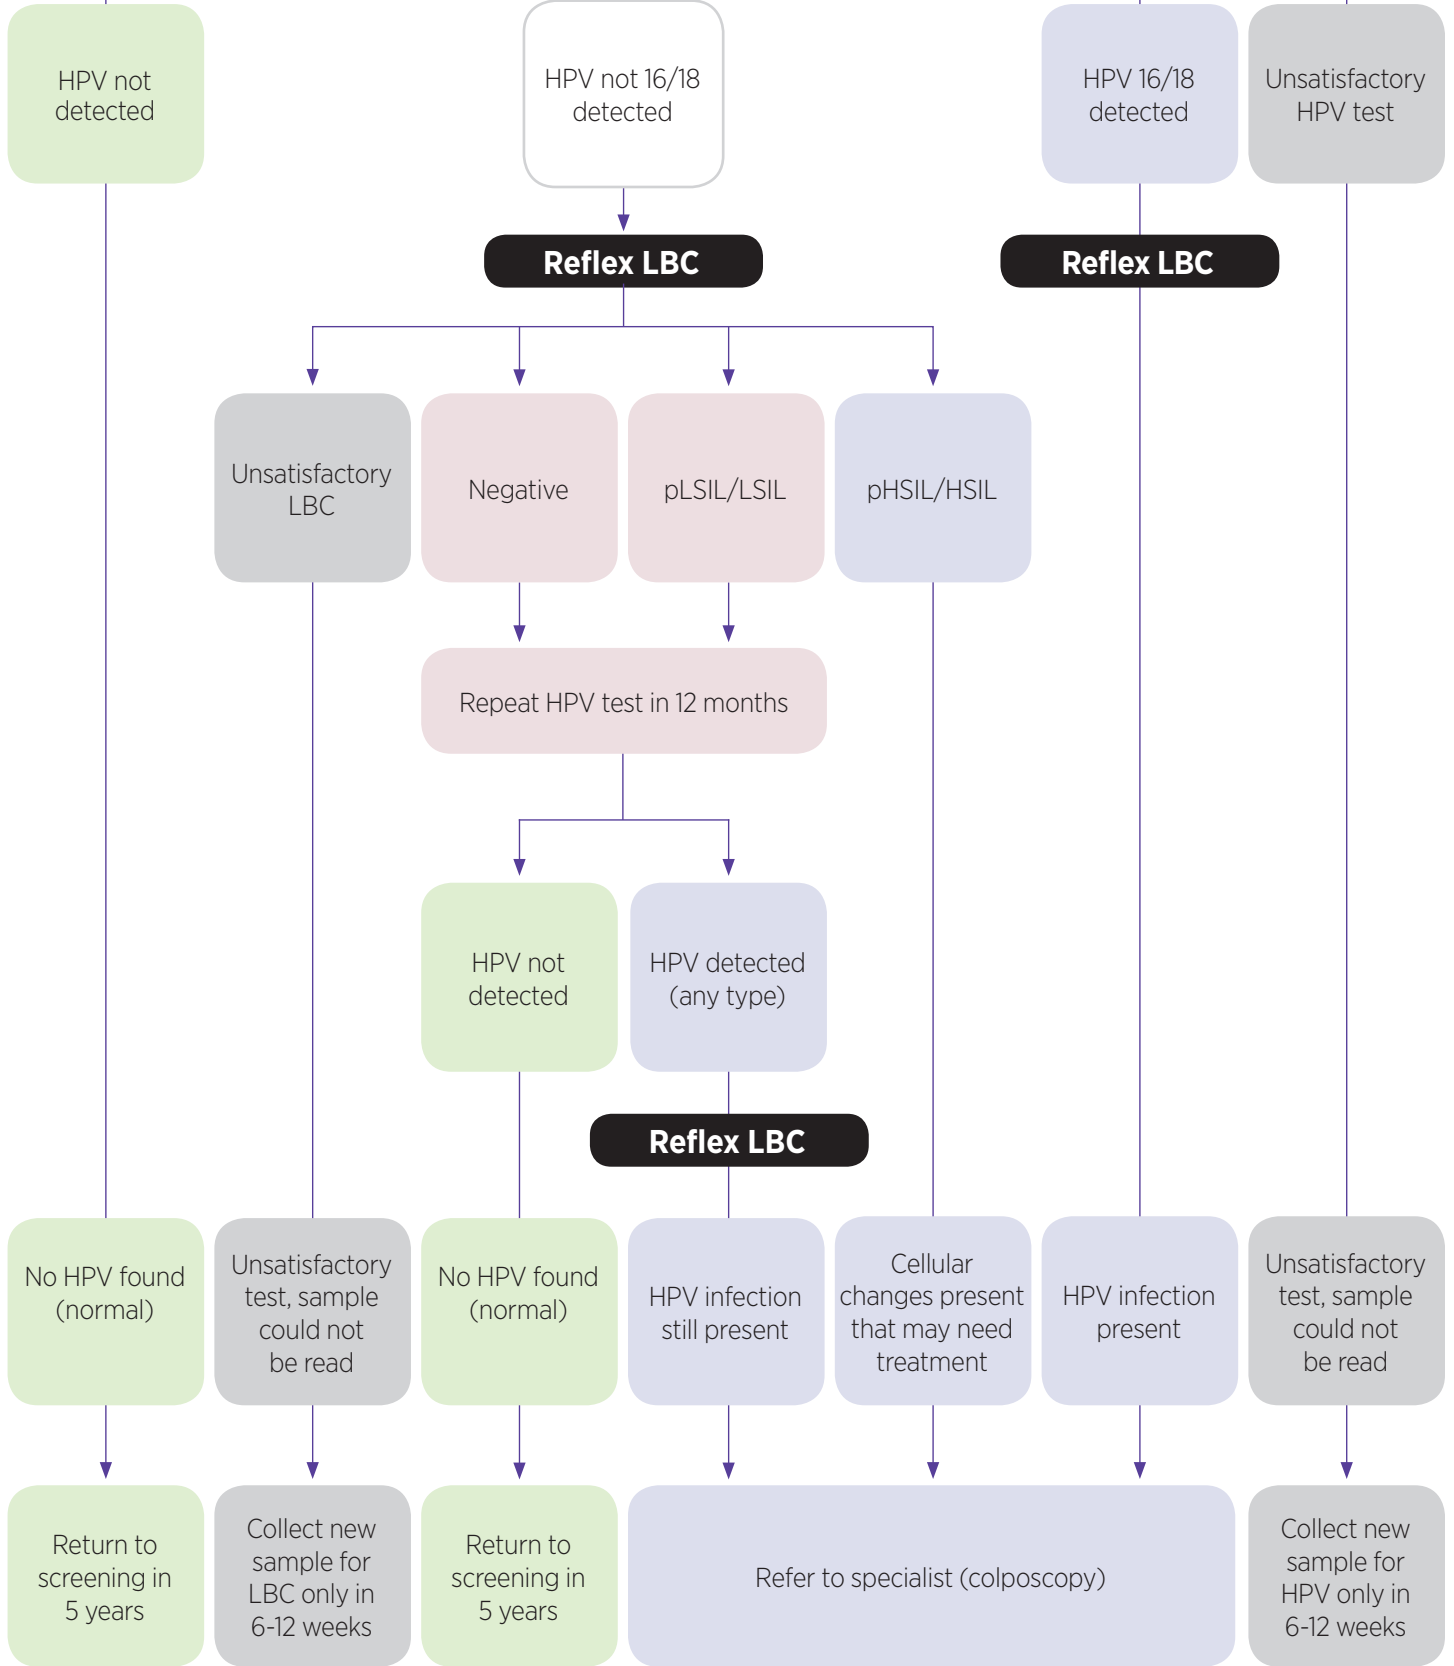 HPV not
detected
HPV not 16/18
detected
HPV 16/18
detected
Unsatisfactory
HPV test
Reflex LBC
Reflex LBC
Unsatisfactory
LBC
Negative
pLSIL/LSIL
pHSIL/HSIL
Repeat HPV test in 12 months
HPV not
detected
HPV detected
(any type)
Reflex LBC
No HPV found
(normal)
Unsatisfactory
test, sample
could not
be read
No HPV found
(normal)
HPV infection
still present
Cellular
changes present
that may need
treatment
HPV infection
present
Unsatisfactory
test, sample
could not
be read
Return to
screening in
5 years
Collect new
sample for
LBC only in
6-12 weeks
Return to
screening in
5 years
Refer to specialist (colposcopy)
Collect new
sample for
HPV only in
6-12 weeks